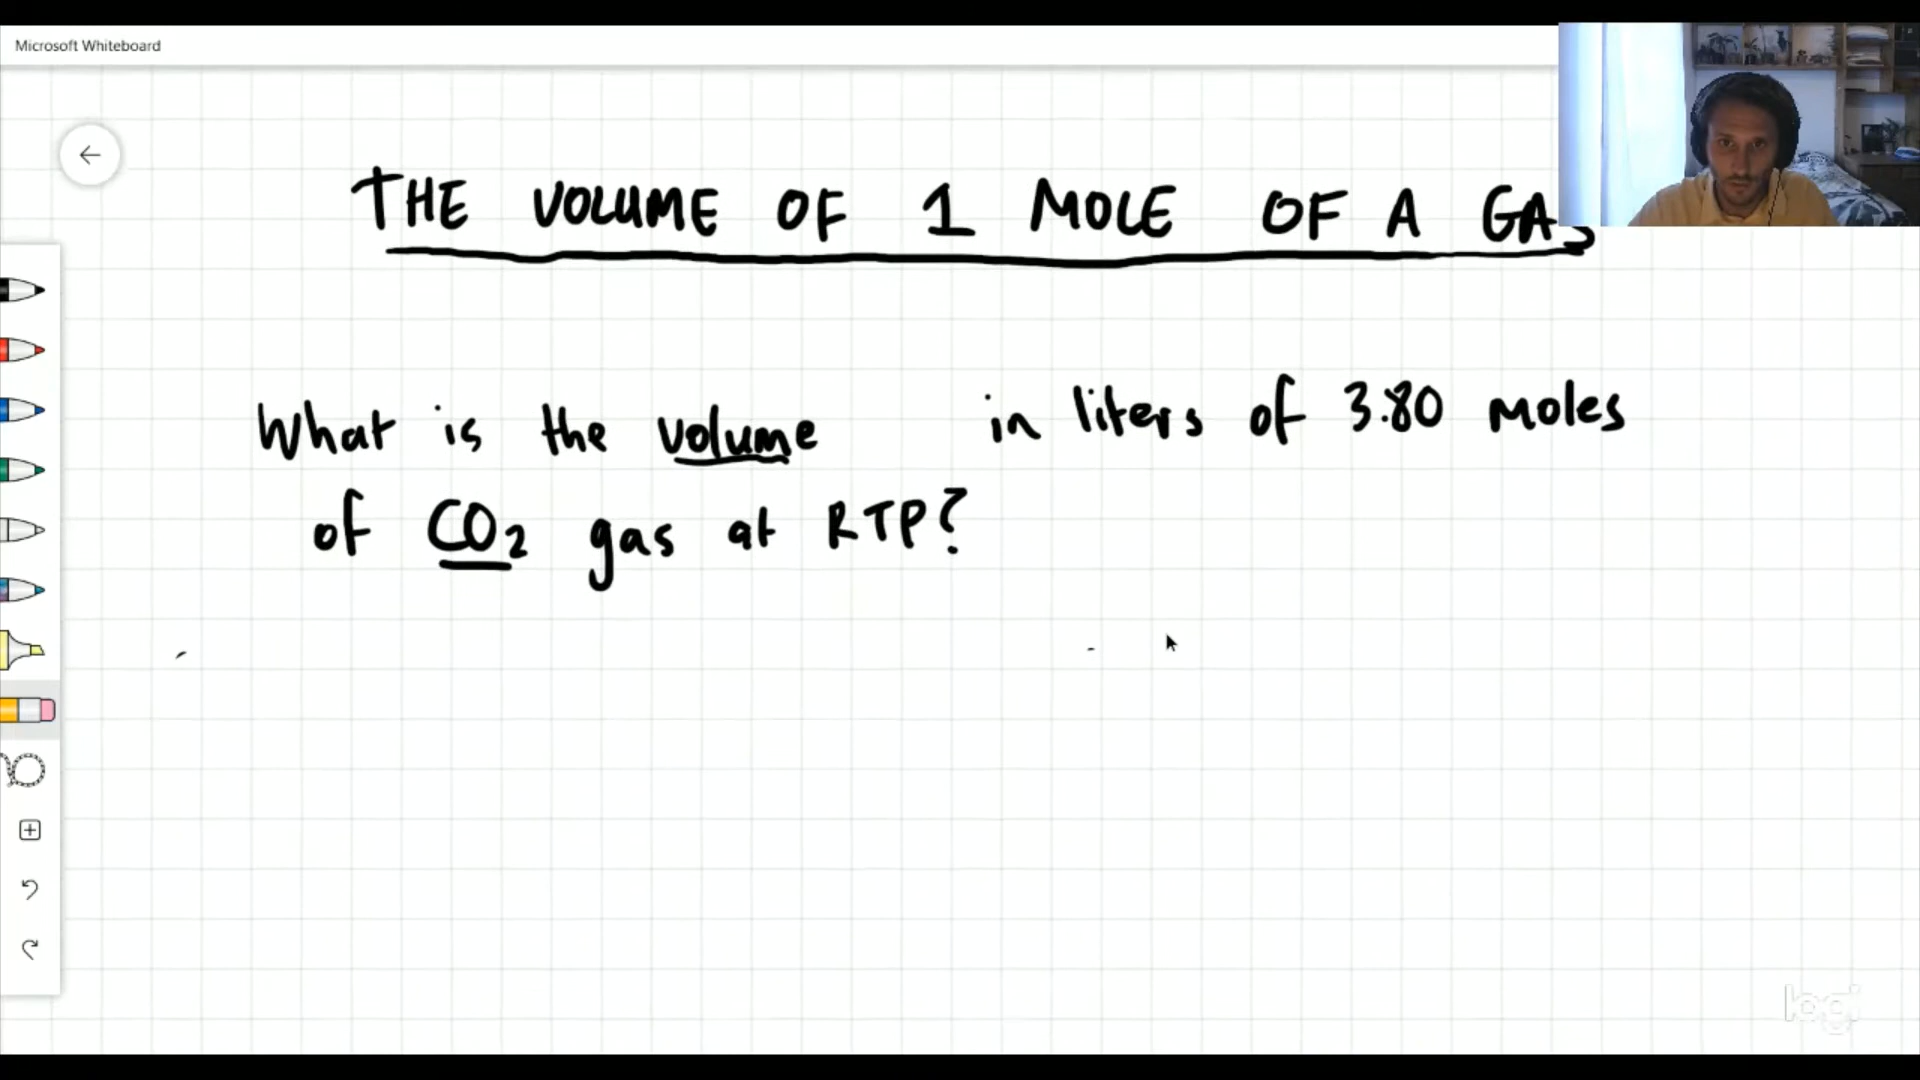 Microsoft Whiteboard
THE VOLUME OF 1 MOLE OF A GAS
What is the volume in liters of 3.80 moles
of CO₂ gas at RTP?
logi